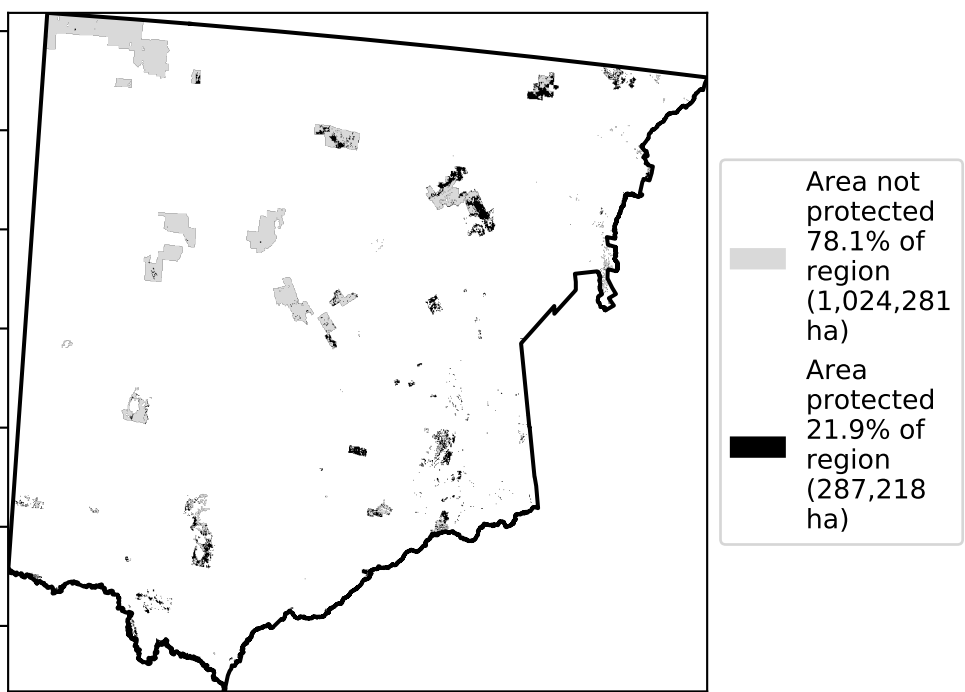 Area not
protected
78.1% of
region
(1,024,281
ha)
Area
protected
21.9% of
region
(287,218
ha)